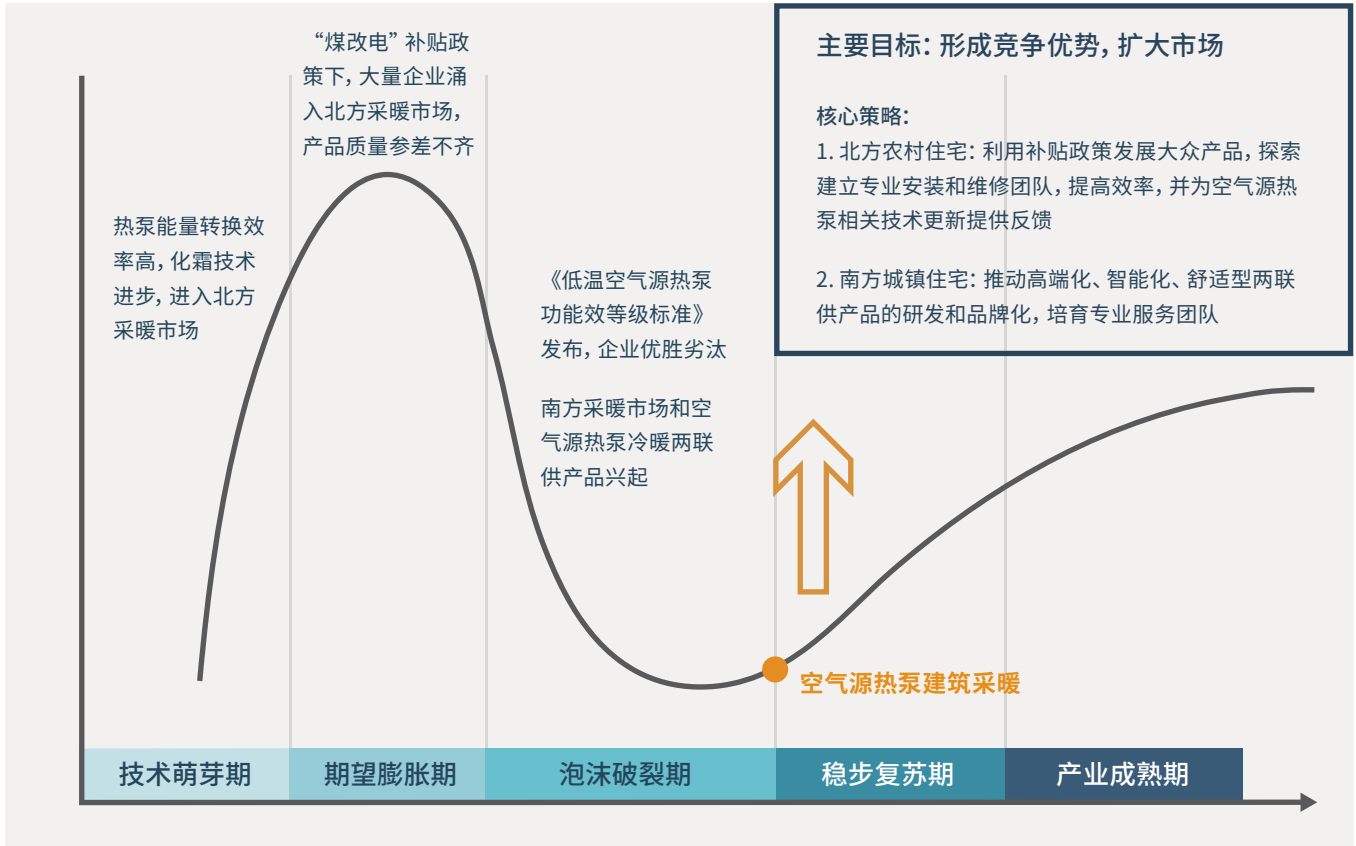 热泵能量转换效
率高，化霜技术
进步，进入北方
采暖市场
“煤改电”补贴政
策下，大量企业涌
入北方采暖市场，
产品质量参差不齐
《低温空气源热泵
功能效等级标准》
发布，企业优胜劣汰
南方采暖市场和空
气源热泵冷暖两联
供产品兴起
主要目标：形成竞争优势，扩大市场
核心策略：
1. 北方农村住宅：利用补贴政策发展大众产品，探索
建立专业安装和维修团队，提高效率，并为空气源热
泵相关技术更新提供反馈
2. 南方城镇住宅：推动高端化、智能化、舒适型两联
供产品的研发和品牌化，培育专业服务团队
空气源热泵建筑采暖
技术萌芽期
期望膨胀期
泡沫破裂期
稳步复苏期
产业成熟期